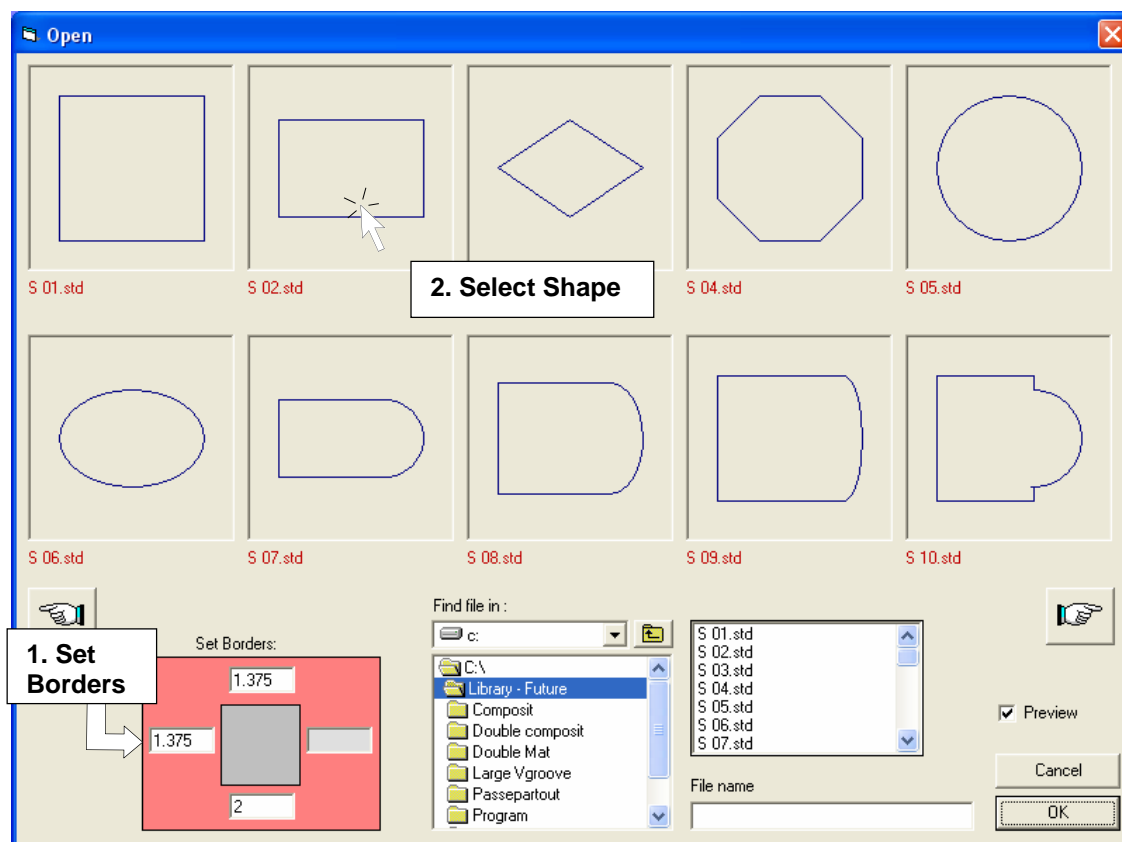 Open
S 01.std
S 02.std
2. Select Shape
S 04.std
S 05.std
S 06.std
S 07.std
S 08.std
S 09.std
S 10.std
1. Set
Borders
Set Borders:
1.375
1.375
2
Find file in :
c:
C:\
Library - Future
Composit
Double composit
Double Mat
Large Vgroove
Passepartout
Program
S 01.std
S 02.std
S 03.std
S 04.std
S 05.std
S 06.std
S 07.std
File name
Preview
Cancel
OK